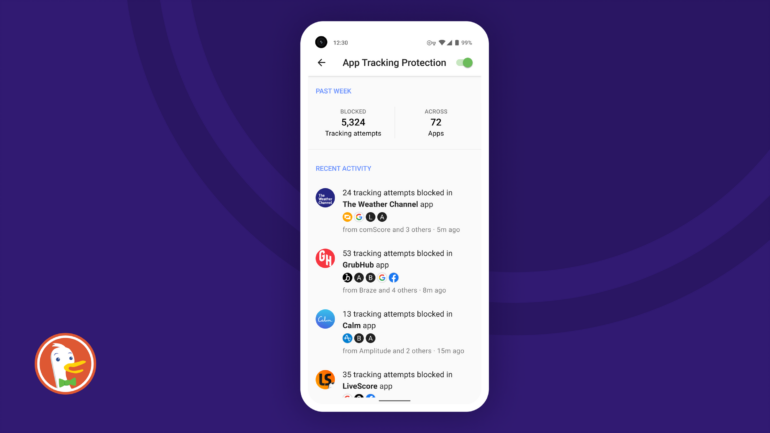 12:30
99%
App Tracking Protection
PAST WEEK
BLOCKED
5,324
Tracking attempts
ACROSS
72
Apps
RECENT ACTIVITY
The
Weather
Channel
24 tracking attempts blocked in
The Weather Channel app
G L A
from comScore and 3 others · 5m ago
GH
53 tracking attempts blocked in
GrubHub app
b A B G f
from Braze and 4 others · 8m ago
Calm
13 tracking attempts blocked in
Calm app
A B A
from Amplitude and 2 others · 15m ago
LS
35 tracking attempts blocked in
LiveScore app